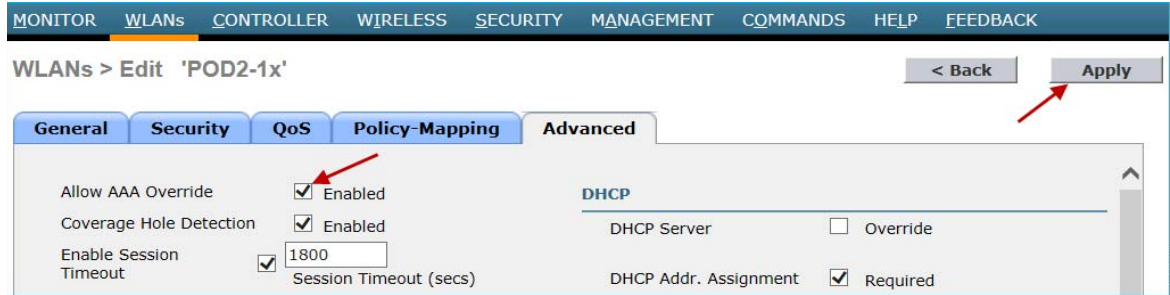 MONITOR WLANs CONTROLLER WIRELESS SECURITY MANAGEMENT COMMANDS HELP FEEDBACK
WLANs > Edit 'POD2-1x'
< Back
Apply
General Security QoS Policy-Mapping Advanced
Allow AAA Override Enabled
Coverage Hole Detection Enabled
Enable Session
Timeout
1800
Session Timeout (secs)
DHCP
DHCP Server Override
DHCP Addr. Assignment Required